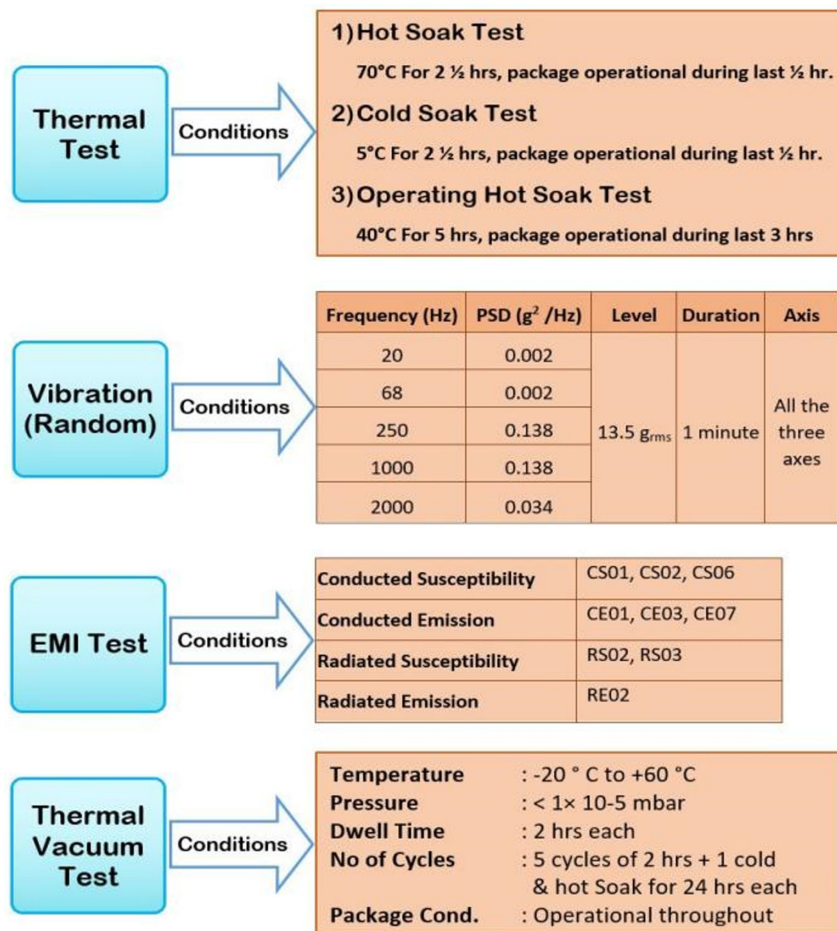 Thermal
Test
Conditions
1)Hot Soak Test
70°C For 2 ½ hrs, package operational during last ½ hr.
2)Cold Soak Test
5°C For 2 ½ hrs, package operational during last ½ hr.
3)Operating Hot Soak Test
40°C For 5 hrs, package operational during last 3 hrs
Vibration
(Random)
Conditions
Frequency (Hz) PSD (g² /Hz) Level Duration Axis
20 0.002
68 0.002
250 0.138
1000 0.138
2000 0.034
13.5 grms 1 minute
All the
three
axes
EMI Test
Conditions
Conducted Susceptibility CS01, CS02, CS06
Conducted Emission CE01, CE03, CE07
Radiated Susceptibility RS02, RS03
Radiated Emission RE02
Thermal
Vacuum
Test
Conditions
Temperature : -20 ° C to +60 °C
Pressure : < 1× 10-5 mbar
Dwell Time : 2 hrs each
No of Cycles : 5 cycles of 2 hrs + 1 cold
& hot Soak for 24 hrs each
Package Cond. : Operational throughout